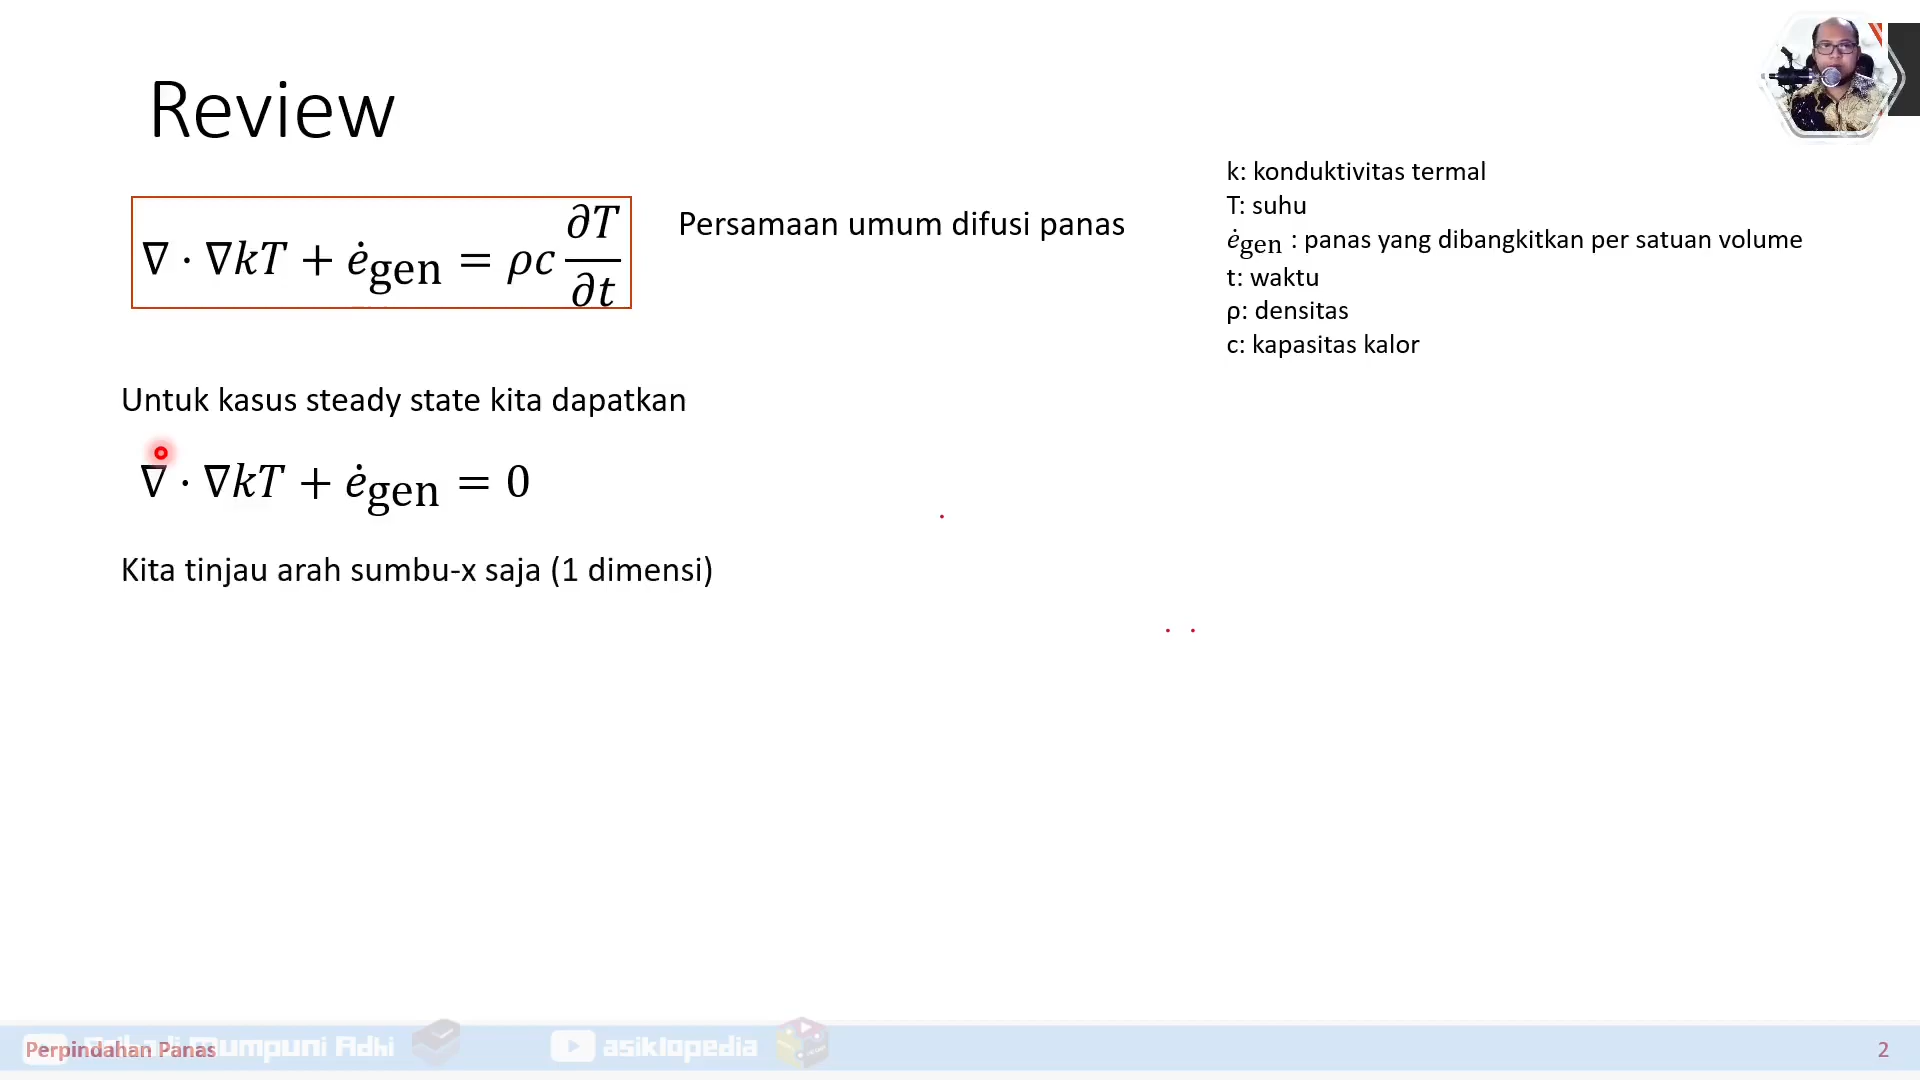 Review
∇ · ∇kT + ėgen = ρc ∂T/∂t
Persamaan umum difusi panas
k: konduktivitas termal
T: suhu
ėgen : panas yang dibangkitkan per satuan volume
t: waktu
ρ: densitas
c: kapasitas kalor
Untuk kasus steady state kita dapatkan
∇ · ∇kT + ėgen = 0
Kita tinjau arah sumbu-x saja (1 dimensi)
Perpindahan Panas
Mumpuni Adhi
asiklopedia
2